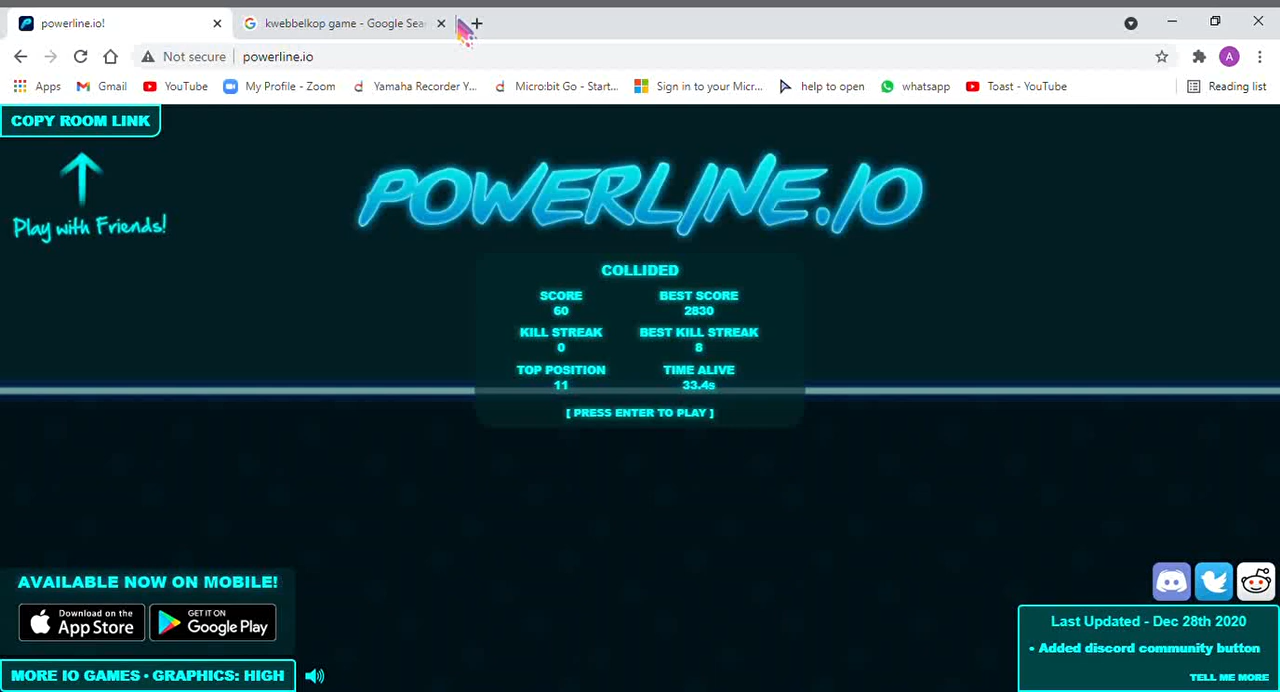 powerline.io!
kwebbelkop game - Google Sea
Not secure
powerline.io
A
Apps
Gmail
YouTube
My Profile - Zoom
Yamaha Recorder Y...
Micro:bit Go - Start...
Sign in to your Micr...
help to open
whatsapp
Toast - YouTube
Reading list
COPY ROOM LINK
Play with Friends!
POWERLINE.IO
COLLIDED
SCORE BEST SCORE
60 2830
KILL STREAK BEST KILL STREAK
0 8
TOP POSITION TIME ALIVE
11 33.4s
[ PRESS ENTER TO PLAY ]
AVAILABLE NOW ON MOBILE!
Download on the
App Store
GET IT ON
Google Play
MORE IO GAMES • GRAPHICS: HIGH
Last Updated - Dec 28th 2020
• Added discord community button
TELL ME MORE